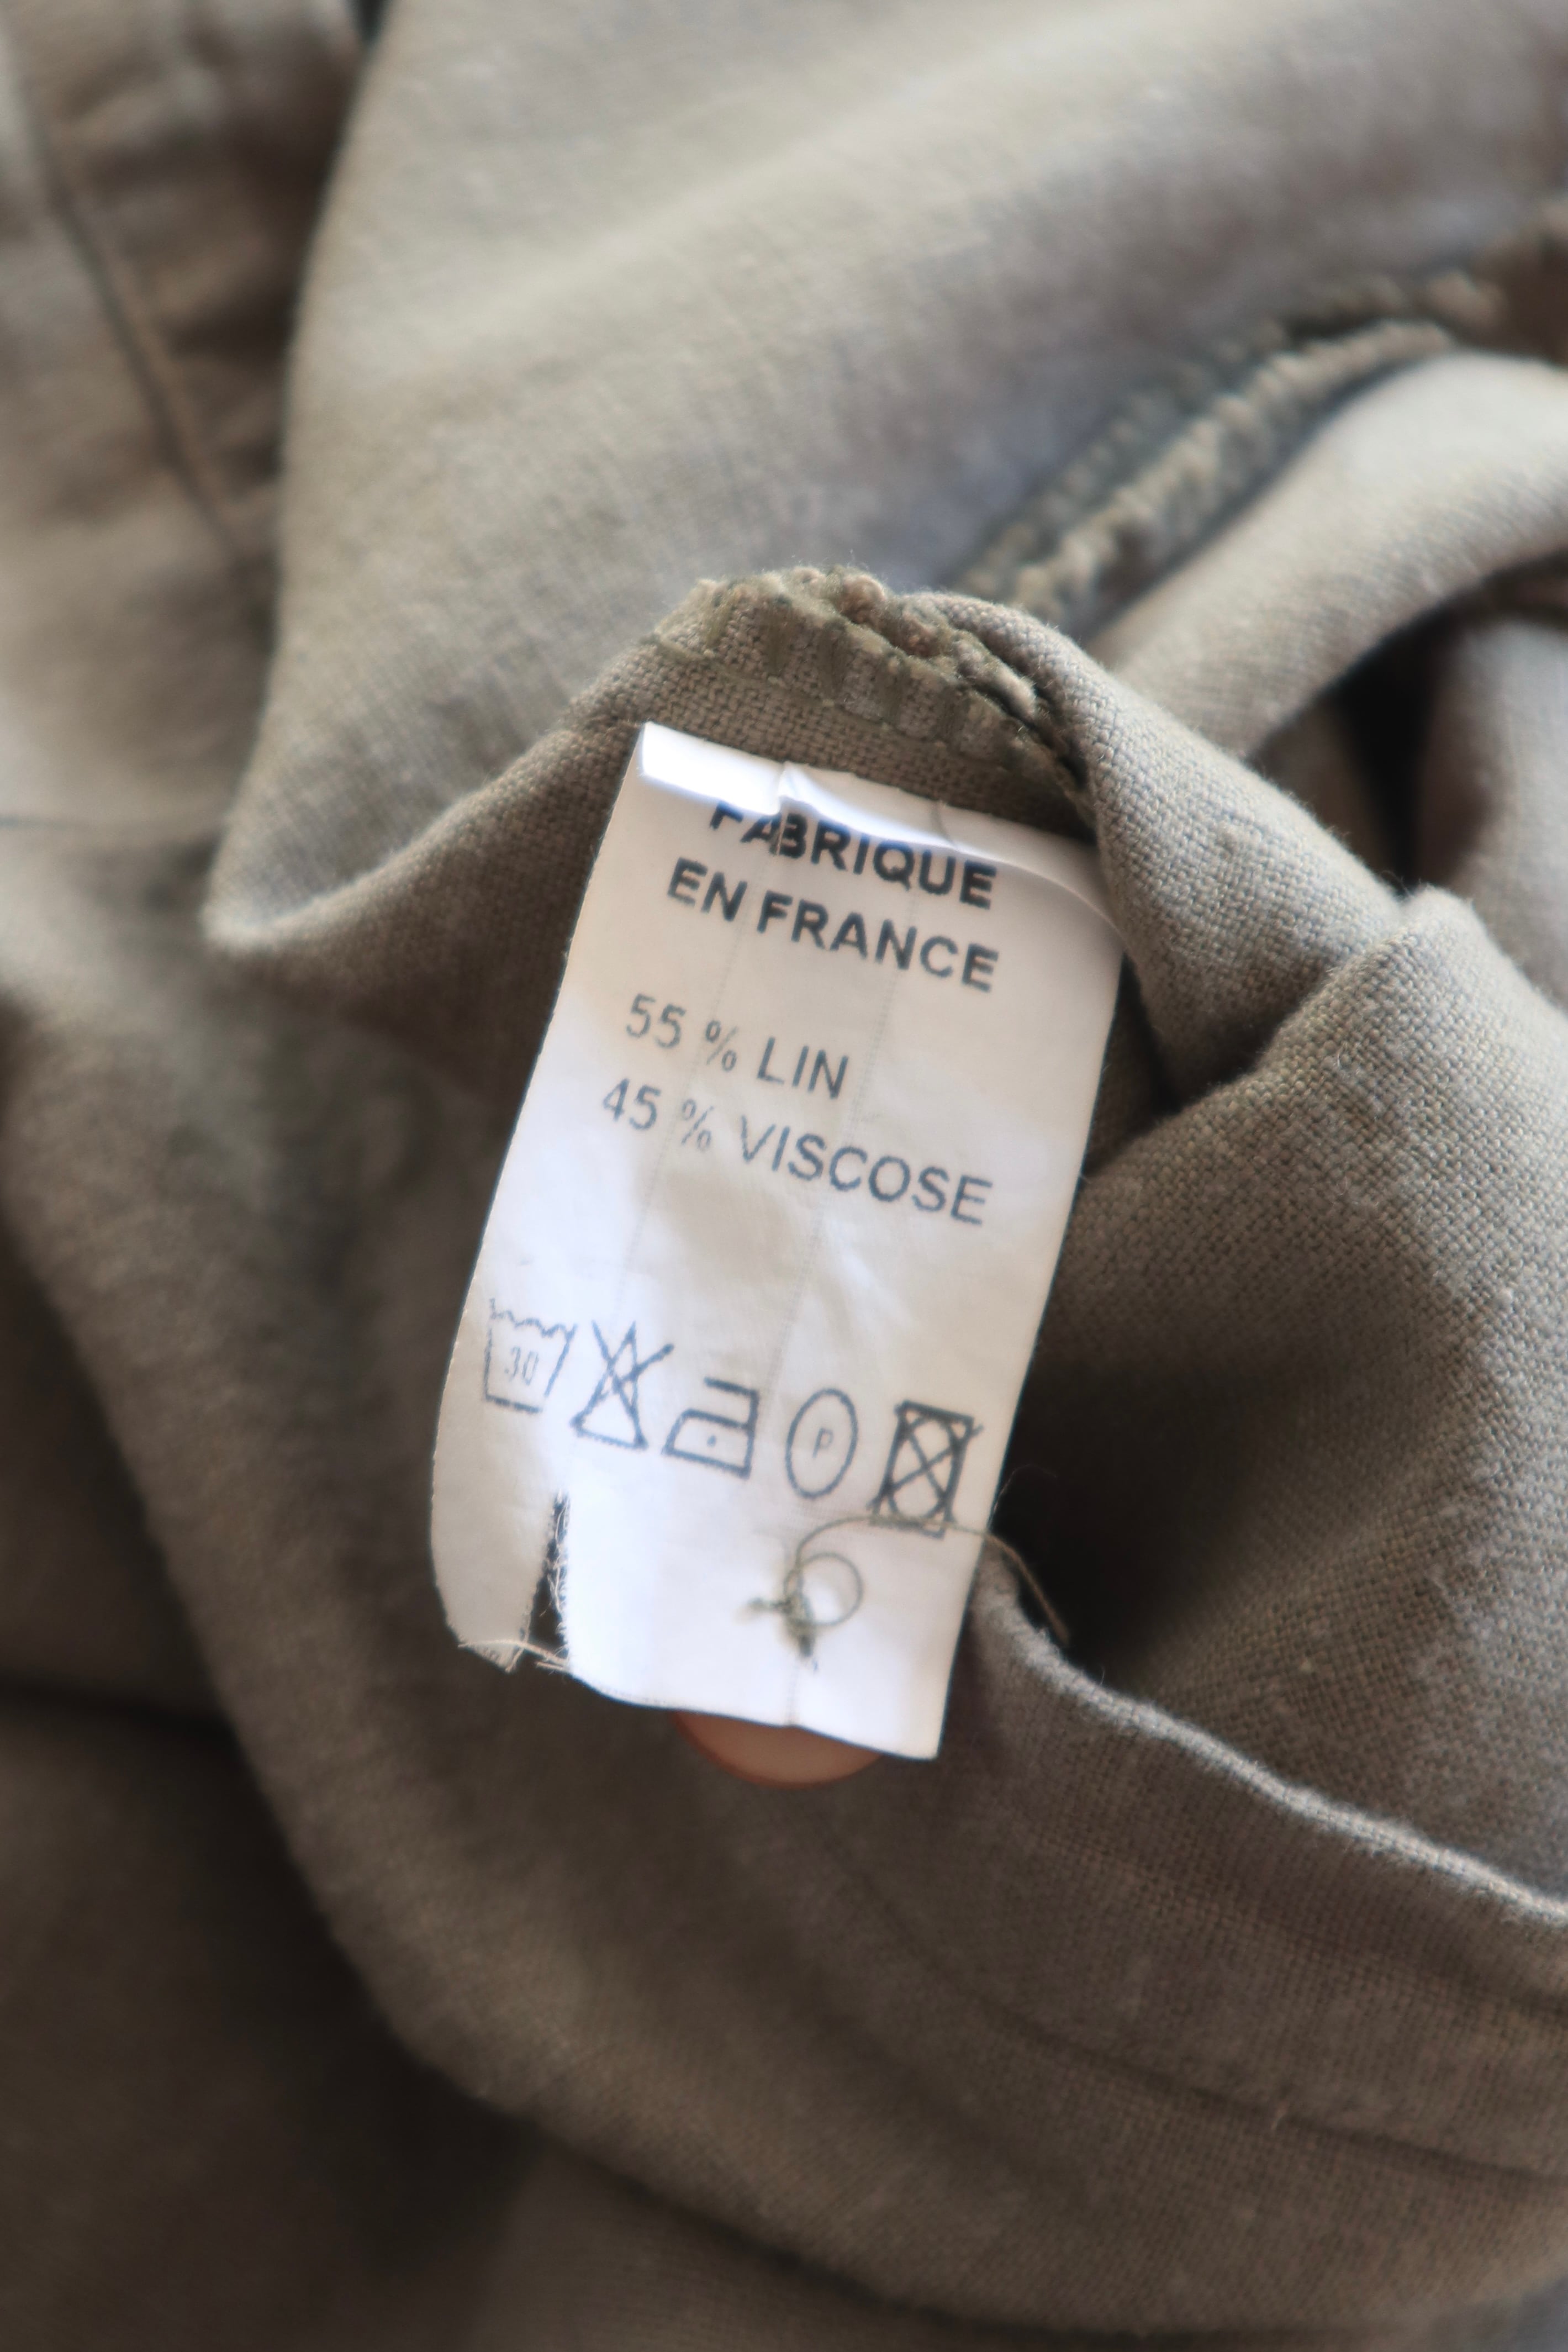 FABRIQUE
EN FRANCE
55 % LIN
45 % VISCOSE
30 P